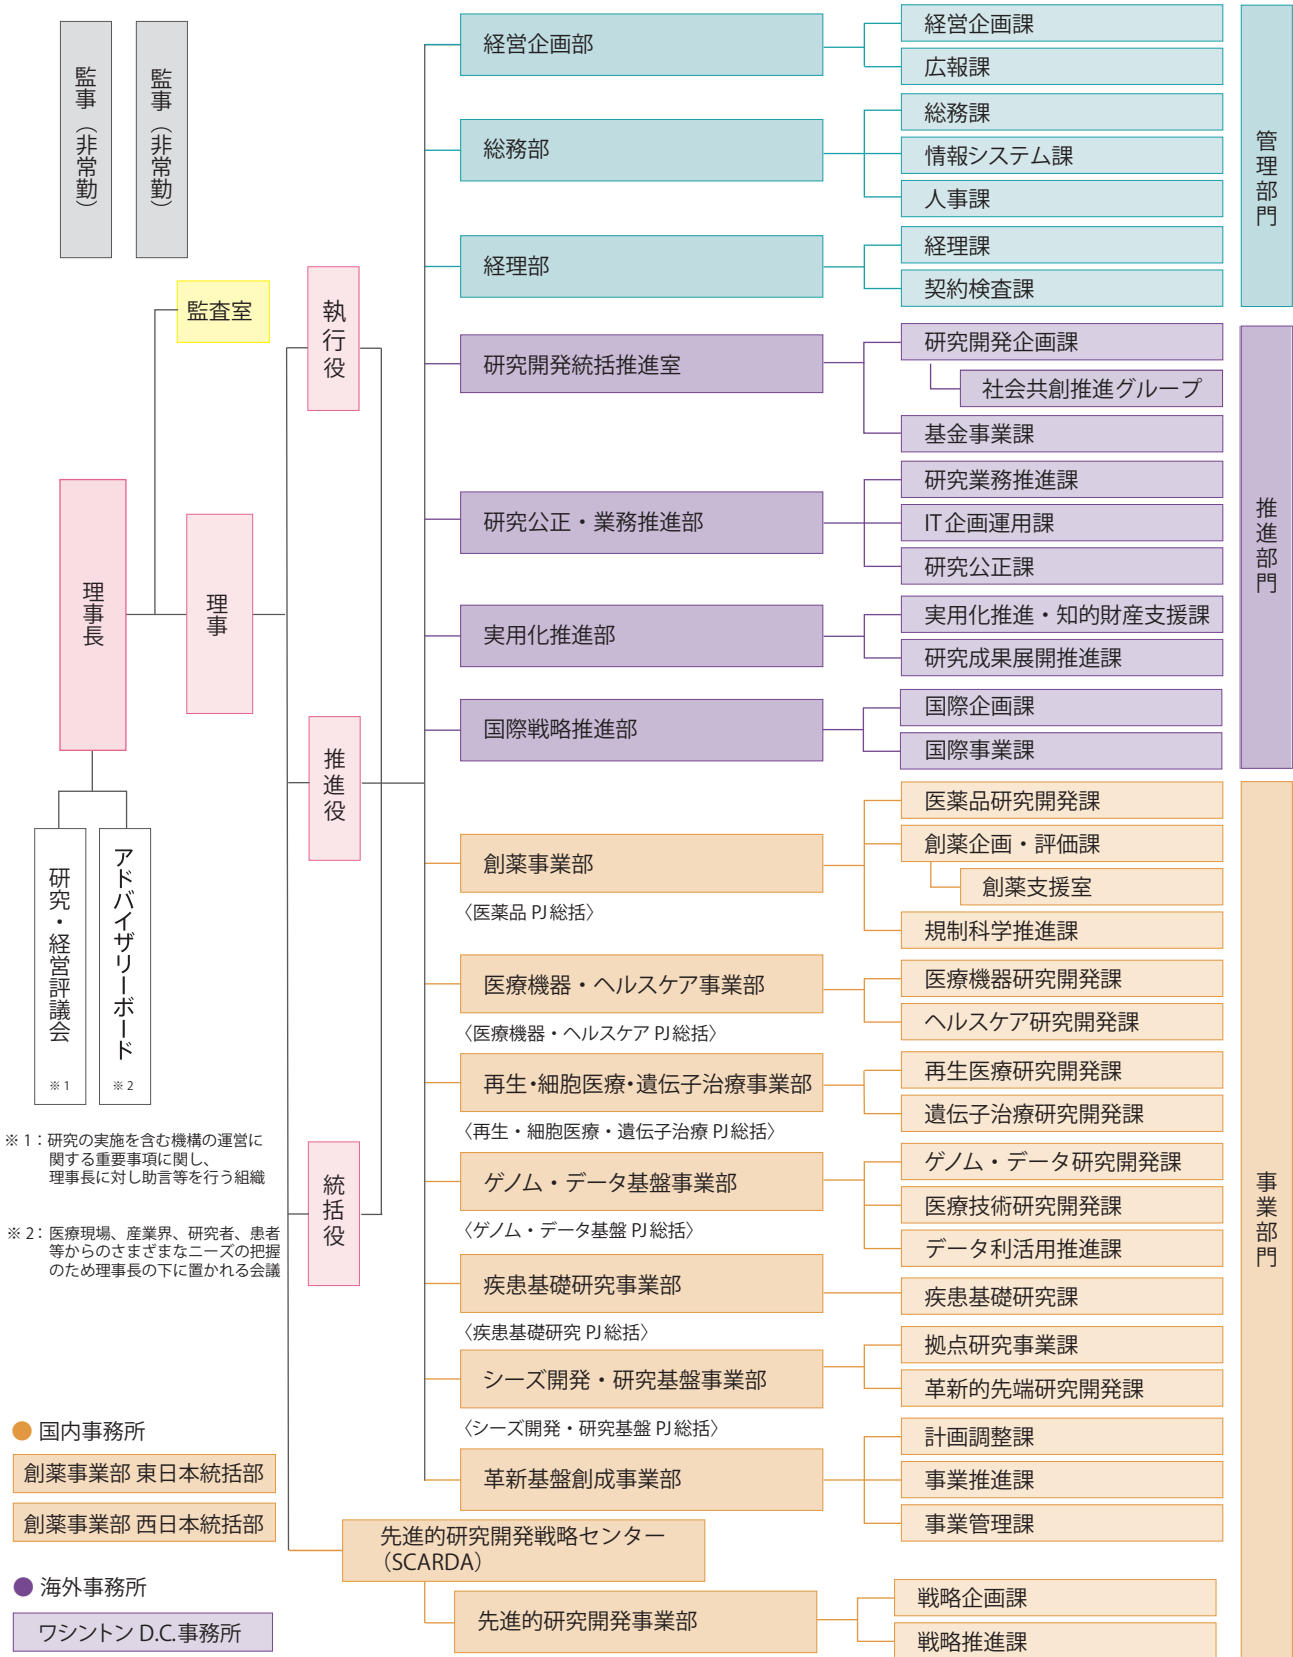 監事（非常勤）
監事（非常勤）
監査室
理事長
理事
執行役
推進役
統括役
研究・経営評議会
※1
アドバイザリーボード
※2
※1：研究の実施を含む機構の運営に
関する重要事項に関し、
理事長に対し助言等を行う組織
※2：医療現場、産業界、研究者、患者
等からのさまざまなニーズの把握
のため理事長の下に置かれる会議
経営企画部
経営企画課
広報課
総務部
総務課
情報システム課
人事課
経理部
経理課
契約検査課
管理部門
研究開発統括推進室
研究開発企画課
社会共創推進グループ
基金事業課
研究公正・業務推進部
研究業務推進課
IT企画運用課
研究公正課
実用化推進部
実用化推進・知的財産支援課
研究成果展開推進課
国際戦略推進部
国際企画課
国際事業課
推進部門
創薬事業部
〈医薬品 PJ総括〉
医薬品研究開発課
創薬企画・評価課
創薬支援室
規制科学推進課
医療機器・ヘルスケア事業部
〈医療機器・ヘルスケア PJ総括〉
医療機器研究開発課
ヘルスケア研究開発課
再生・細胞医療・遺伝子治療事業部
〈再生・細胞医療・遺伝子治療 PJ総括〉
再生医療研究開発課
遺伝子治療研究開発課
ゲノム・データ基盤事業部
〈ゲノム・データ基盤 PJ総括〉
ゲノム・データ研究開発課
医療技術研究開発課
データ利活用推進課
疾患基礎研究事業部
〈疾患基礎研究 PJ総括〉
疾患基礎研究課
シーズ開発・研究基盤事業部
〈シーズ開発・研究基盤 PJ総括〉
拠点研究事業課
革新的先端研究開発課
革新基盤創成事業部
計画調整課
事業推進課
事業管理課
先進的研究開発戦略センター
（SCARDA）
先進的研究開発事業部
戦略企画課
戦略推進課
事業部門
国内事務所
創薬事業部 東日本統括部
創薬事業部 西日本統括部
海外事務所
ワシントン D.C.事務所